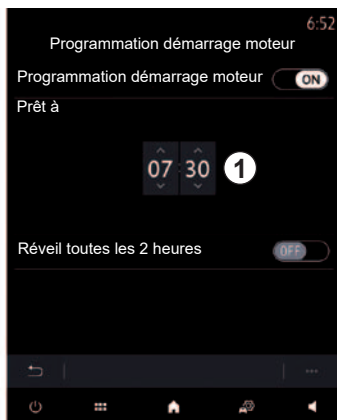 6:52
Programmation démarrage moteur
Programmation démarrage moteur ON
Prêt à
07 : 30 1
Réveil toutes les 2 heures OFF